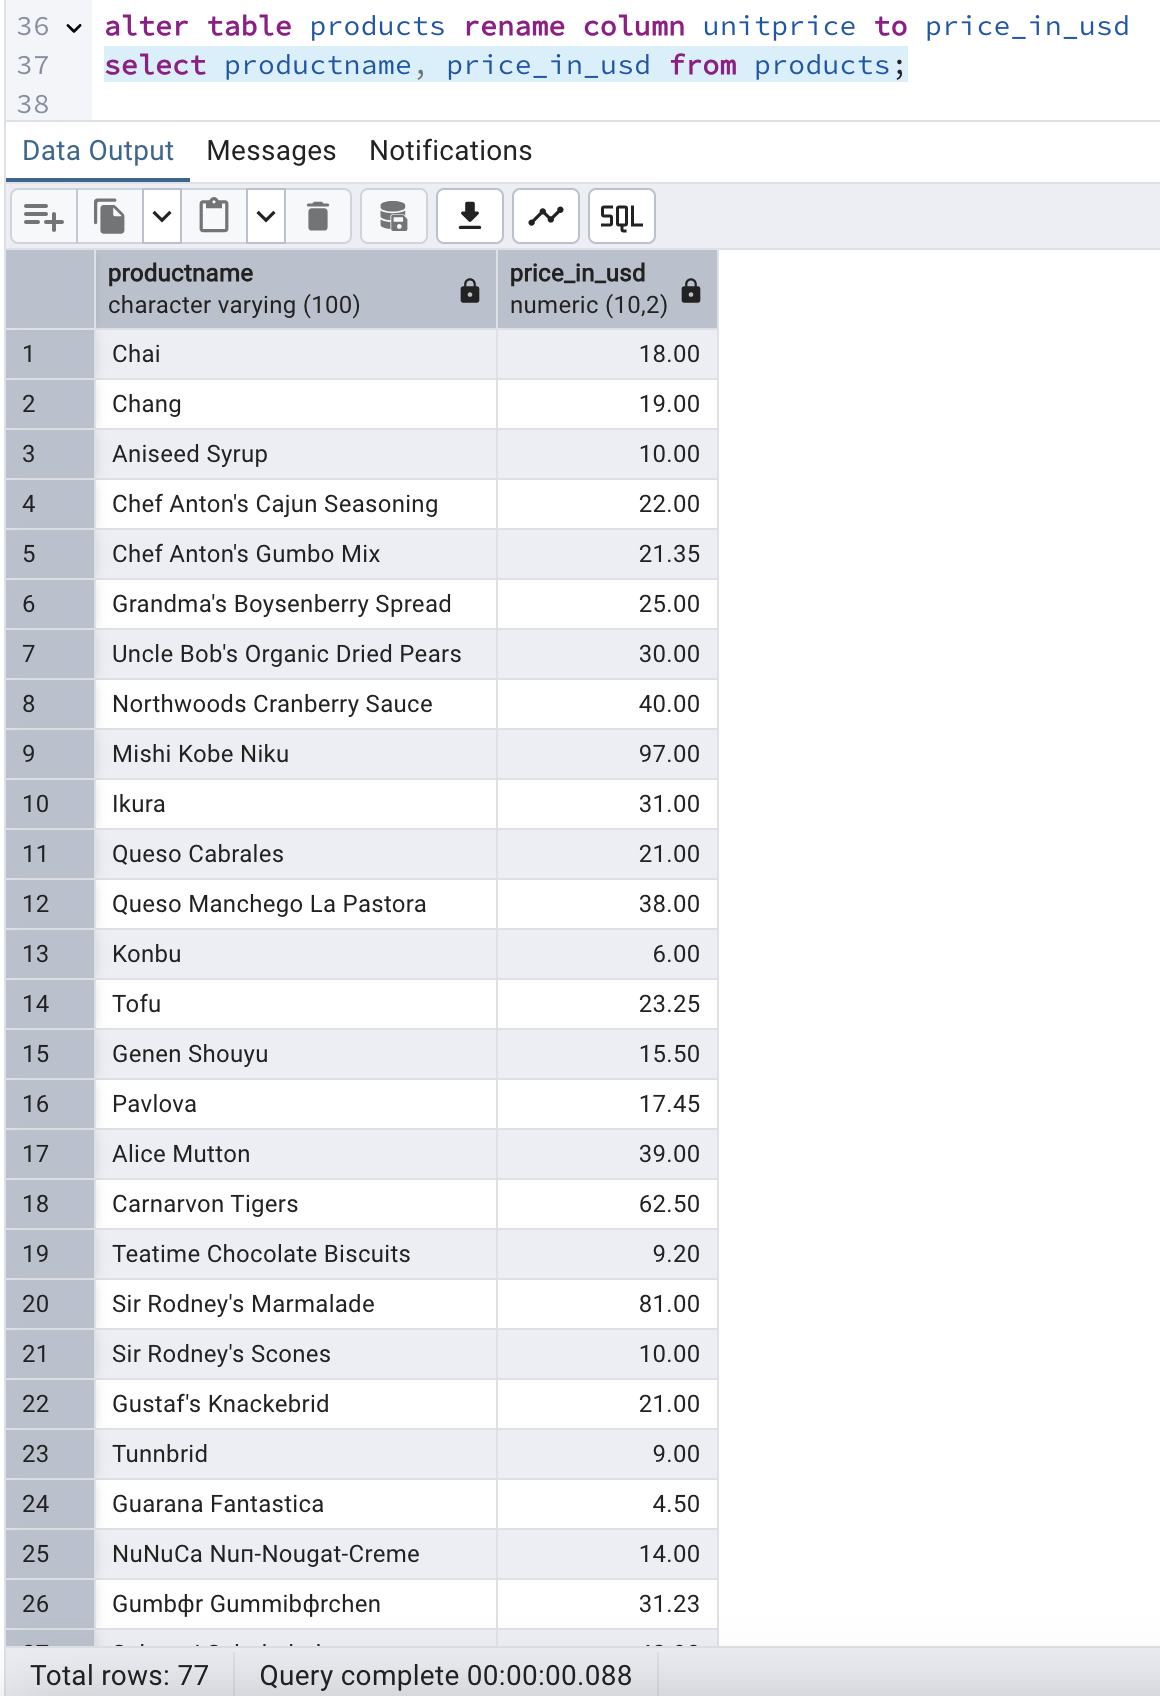 36 alter table products rename column unitprice to price_in_usd
37 select productname, price_in_usd from products;
38
Data Output Messages Notifications
SQL
productname price_in_usd
character varying (100) numeric (10,2)
1 Chai 18.00
2 Chang 19.00
3 Aniseed Syrup 10.00
4 Chef Anton's Cajun Seasoning 22.00
5 Chef Anton's Gumbo Mix 21.35
6 Grandma's Boysenberry Spread 25.00
7 Uncle Bob's Organic Dried Pears 30.00
8 Northwoods Cranberry Sauce 40.00
9 Mishi Kobe Niku 97.00
10 Ikura 31.00
11 Queso Cabrales 21.00
12 Queso Manchego La Pastora 38.00
13 Konbu 6.00
14 Tofu 23.25
15 Genen Shouyu 15.50
16 Pavlova 17.45
17 Alice Mutton 39.00
18 Carnarvon Tigers 62.50
19 Teatime Chocolate Biscuits 9.20
20 Sir Rodney's Marmalade 81.00
21 Sir Rodney's Scones 10.00
22 Gustaf's Knackebrid 21.00
23 Tunnbrid 9.00
24 Guarana Fantastica 4.50
25 NuNuCa Nuп-Nougat-Creme 14.00
26 Gumbфr Gummibфrchen 31.23
Total rows: 77 Query complete 00:00:00.088